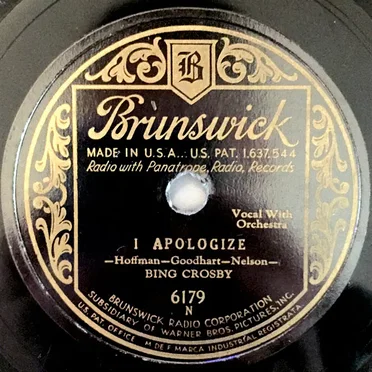 B
Brunswick
MADE IN U.S.A.. U.S. PAT. 1,637,544
Radio with Panatrope, Radio, Records
Vocal With
Orchestra
I APOLOGIZE
—Hoffman—Goodhart—Nelson—
BING CROSBY
6179
N
BRUNSWICK RADIO CORPORATION
SUBSIDIARY OF WARNER BROS. PICTURES, INC.
U.S. PAT. OFFICE M DE F MARCA INDUSTRIAL REGISTRATA